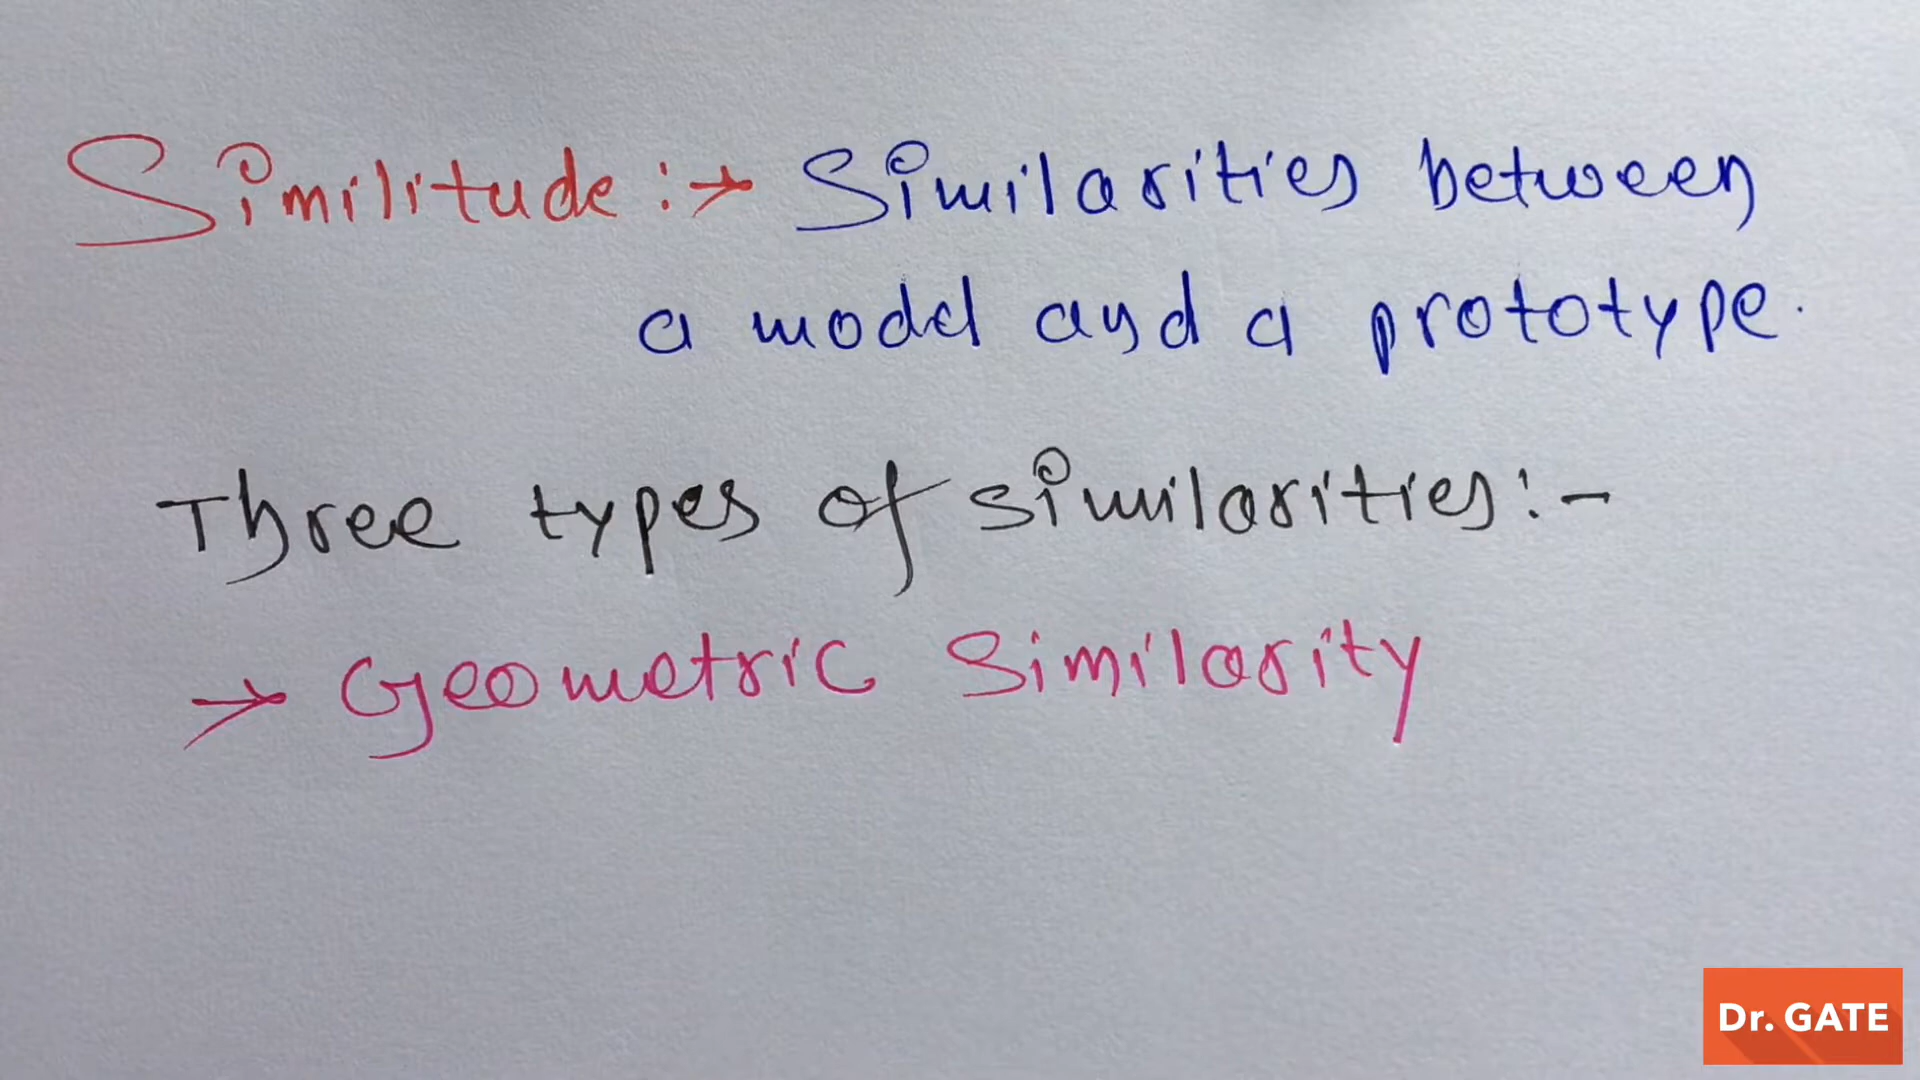 Similitude :→ Similarities between
a model and a prototype.
Three types of similarities :-
→ Geometric Similarity
Dr. GATE